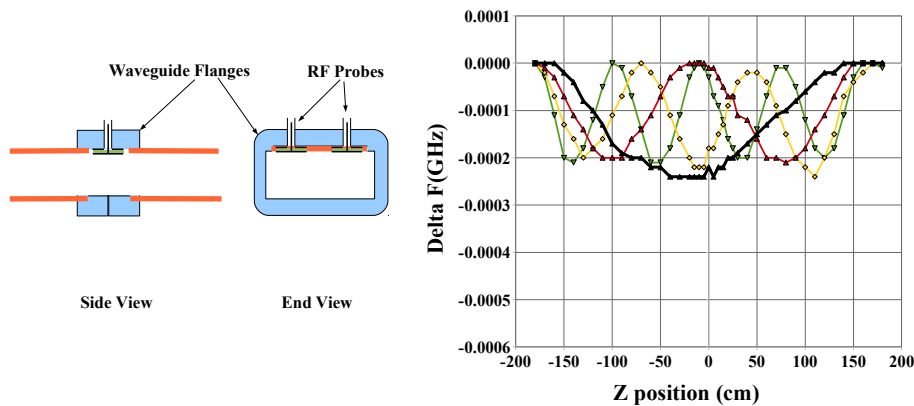 Waveguide Flanges
RF Probes
Side View
End View
Delta F(GHz)
0.0001
0.0000
-0.0001
-0.0002
-0.0003
-0.0004
-0.0005
-0.0006
-200 -150 -100 -50 0 50 100 150 200
Z position (cm)